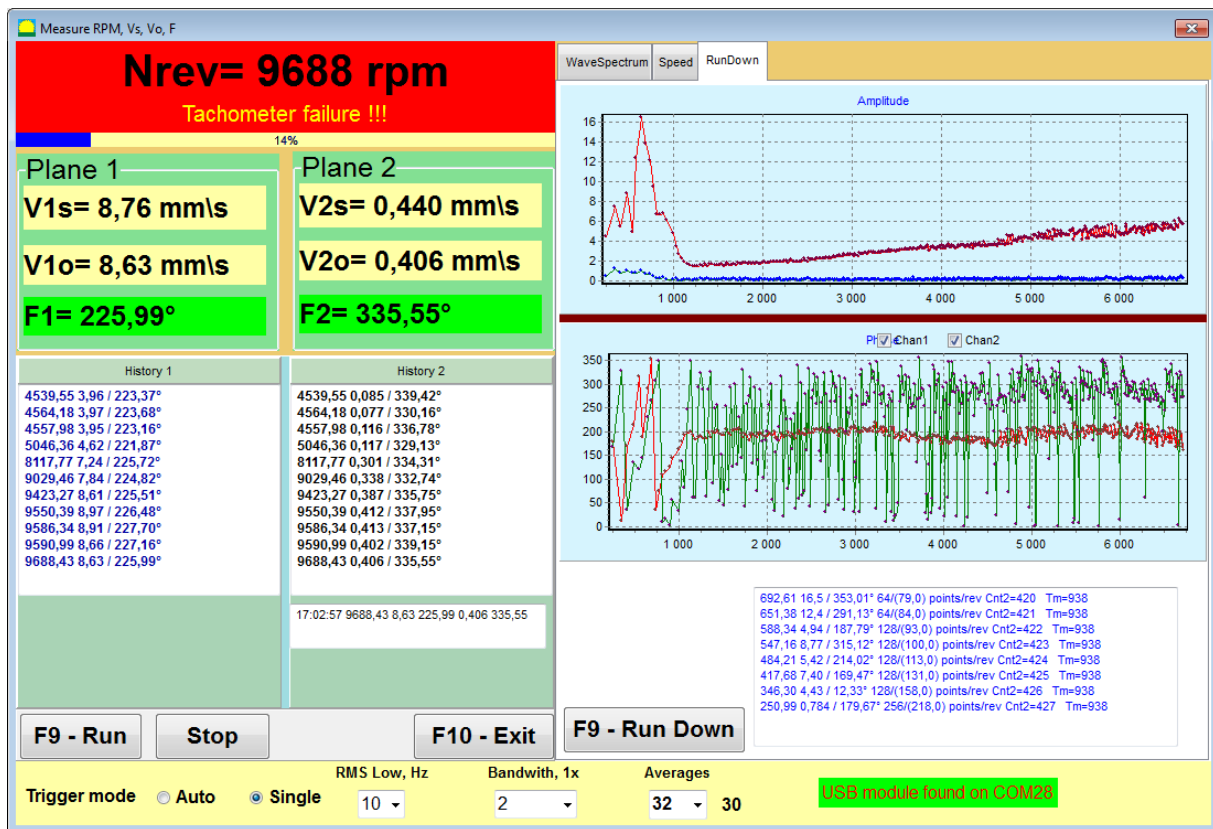 Measure RPM, Vs, Vo, F
Nrev= 9688 rpm
Tachometer failure !!!
14%
Plane 1
V1s= 8,76 mm\s
V1o= 8,63 mm\s
F1= 225,99°
Plane 2
V2s= 0,440 mm\s
V2o= 0,406 mm\s
F2= 335,55°
History 1
4539,55 3,96 / 223,37°
4564,18 3,97 / 223,68°
4557,98 3,95 / 223,16°
5046,36 4,62 / 221,87°
8117,77 7,24 / 225,72°
9029,46 7,84 / 224,82°
9423,27 8,61 / 225,51°
9550,39 8,97 / 226,48°
9586,34 8,91 / 227,70°
9590,99 8,66 / 227,16°
9688,43 8,63 / 225,99°
History 2
4539,55 0,085 / 339,42°
4564,18 0,077 / 330,16°
4557,98 0,116 / 336,78°
5046,36 0,117 / 329,13°
8117,77 0,301 / 334,31°
9029,46 0,338 / 332,74°
9423,27 0,387 / 335,75°
9550,39 0,412 / 337,95°
9586,34 0,413 / 337,15°
9590,99 0,402 / 339,15°
9688,43 0,406 / 335,55°
17:02:57 9688,43 8,63 225,99 0,406 335,55
F9 - Run
Stop
F10 - Exit
WaveSpectrum Speed RunDown
Amplitude
16
14
12
10
8
6
4
2
0
1 000 2 000 3 000 4 000 5 000 6 000
Chan1 Chan2
350
300
250
200
150
100
50
0
1 000 2 000 3 000 4 000 5 000 6 000
692,61 16,5 / 353,01° 64/(79,0) points/rev Cnt2=420 Tm=938
651,38 12,4 / 291,13° 64/(84,0) points/rev Cnt2=421 Tm=938
588,34 4,94 / 187,79° 128/(93,0) points/rev Cnt2=422 Tm=938
547,16 8,77 / 315,12° 128/(100,0) points/rev Cnt2=423 Tm=938
484,21 5,42 / 214,02° 128/(113,0) points/rev Cnt2=424 Tm=938
417,68 7,40 / 169,47° 128/(131,0) points/rev Cnt2=425 Tm=938
346,30 4,43 / 12,33° 128/(158,0) points/rev Cnt2=426 Tm=938
250,99 0,784 / 179,67° 256/(218,0) points/rev Cnt2=427 Tm=938
F9 - Run Down
Trigger mode Auto Single
RMS Low, Hz
10
Bandwith, 1x
2
Averages
32 30
USB module found on COM28